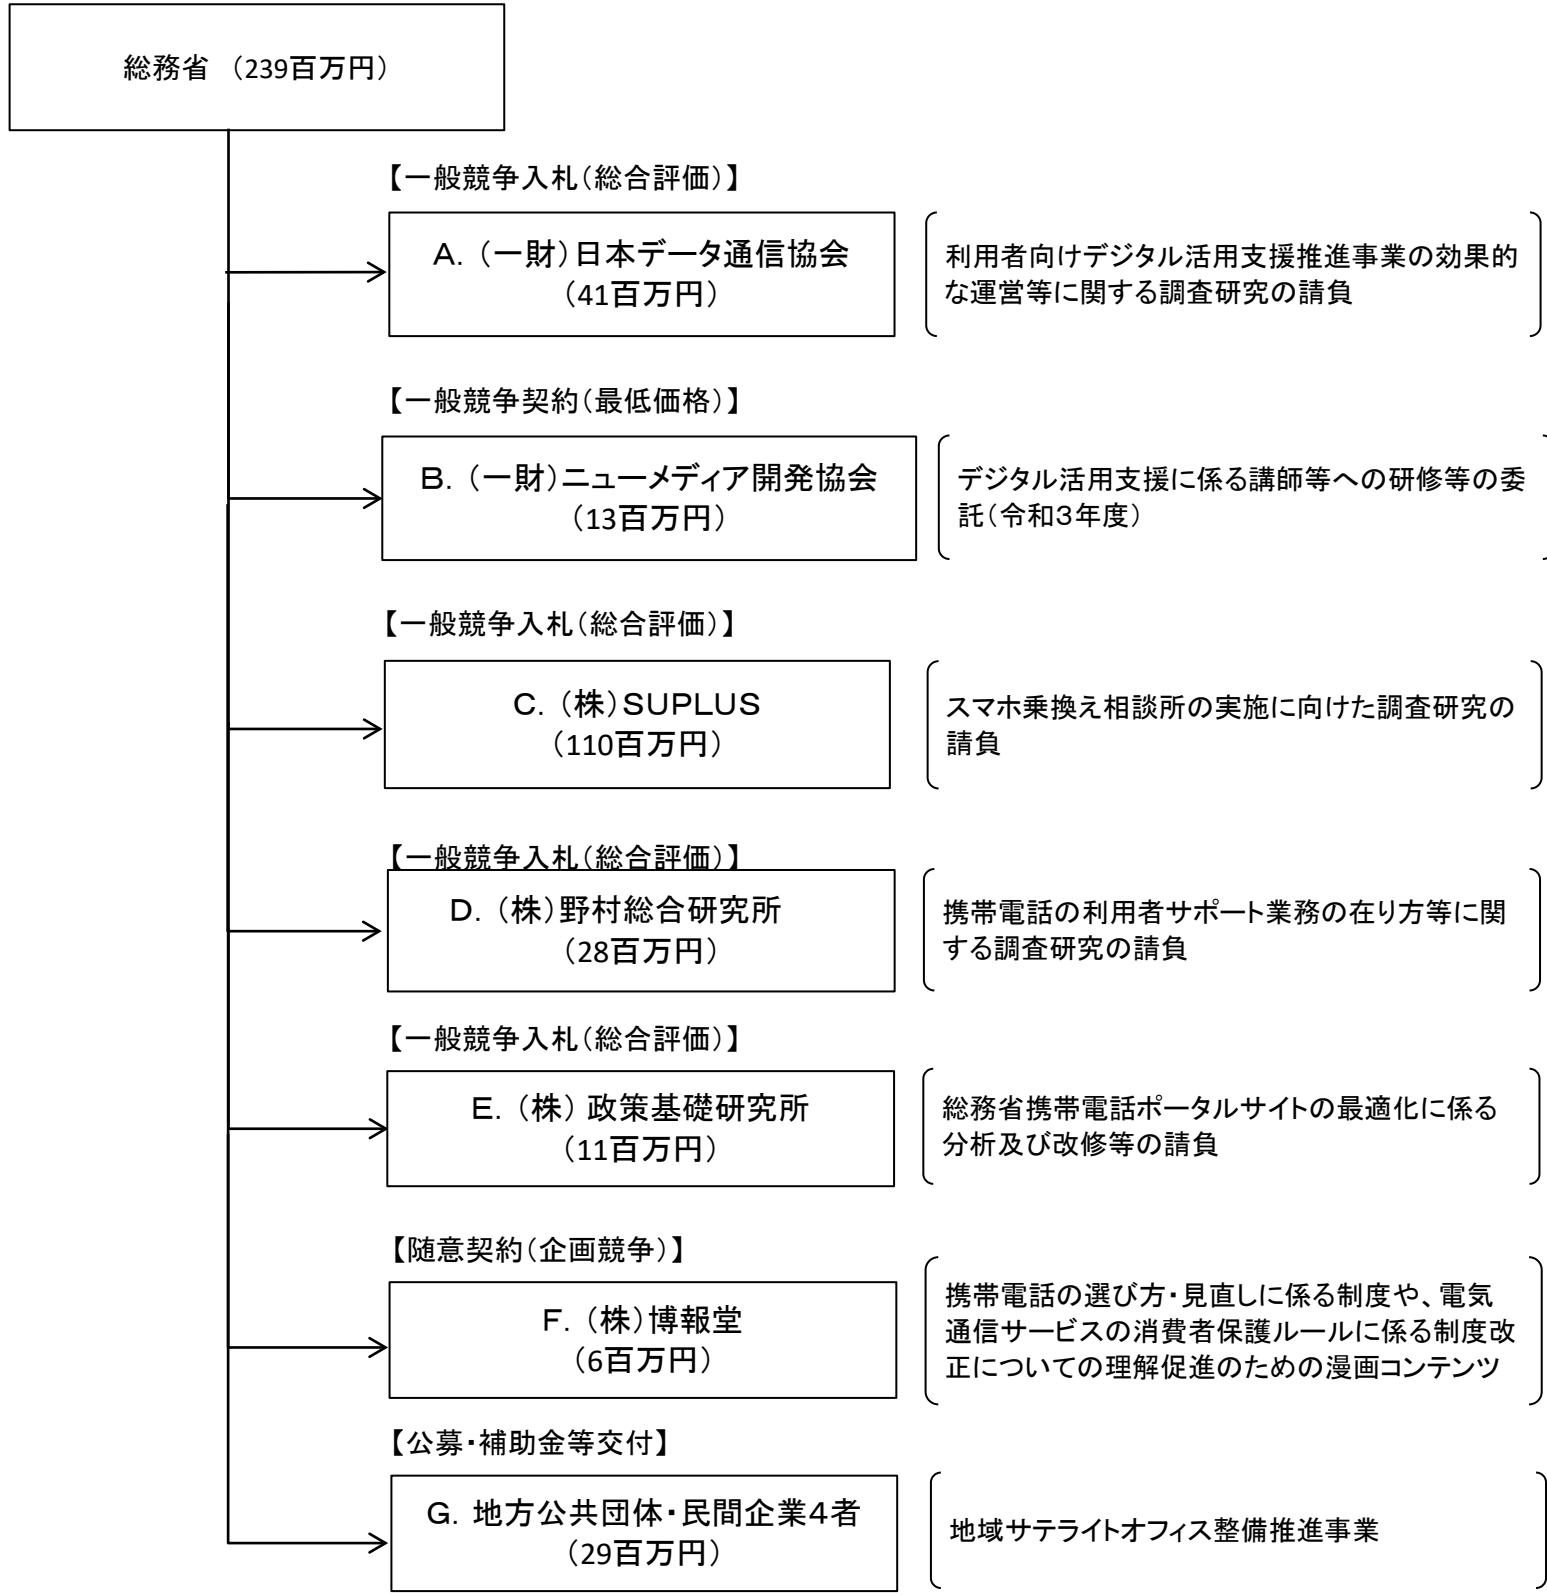 総務省 （239百万円）
【一般競争入札（総合評価）】
A．（一財）日本データ通信協会
（41百万円）
利用者向けデジタル活用支援推進事業の効果的
な運営等に関する調査研究の請負
【一般競争契約（最低価格）】
B．（一財）ニューメディア開発協会
（13百万円）
デジタル活用支援に係る講師等への研修等の委
託（令和３年度）
【一般競争入札（総合評価）】
C．（株）SUPLUS
（110百万円）
スマホ乗換え相談所の実施に向けた調査研究の
請負
【一般競争入札（総合評価）】
D．（株）野村総合研究所
（28百万円）
携帯電話の利用者サポート業務の在り方等に関
する調査研究の請負
【一般競争入札（総合評価）】
E．（株） 政策基礎研究所
（11百万円）
総務省携帯電話ポータルサイトの最適化に係る
分析及び改修等の請負
【随意契約（企画競争）】
F．（株）博報堂
（6百万円）
携帯電話の選び方・見直しに係る制度や、電気
通信サービスの消費者保護ルールに係る制度改
正についての理解促進のための漫画コンテンツ
【公募・補助金等交付】
G．地方公共団体・民間企業４者
（29百万円）
地域サテライトオフィス整備推進事業